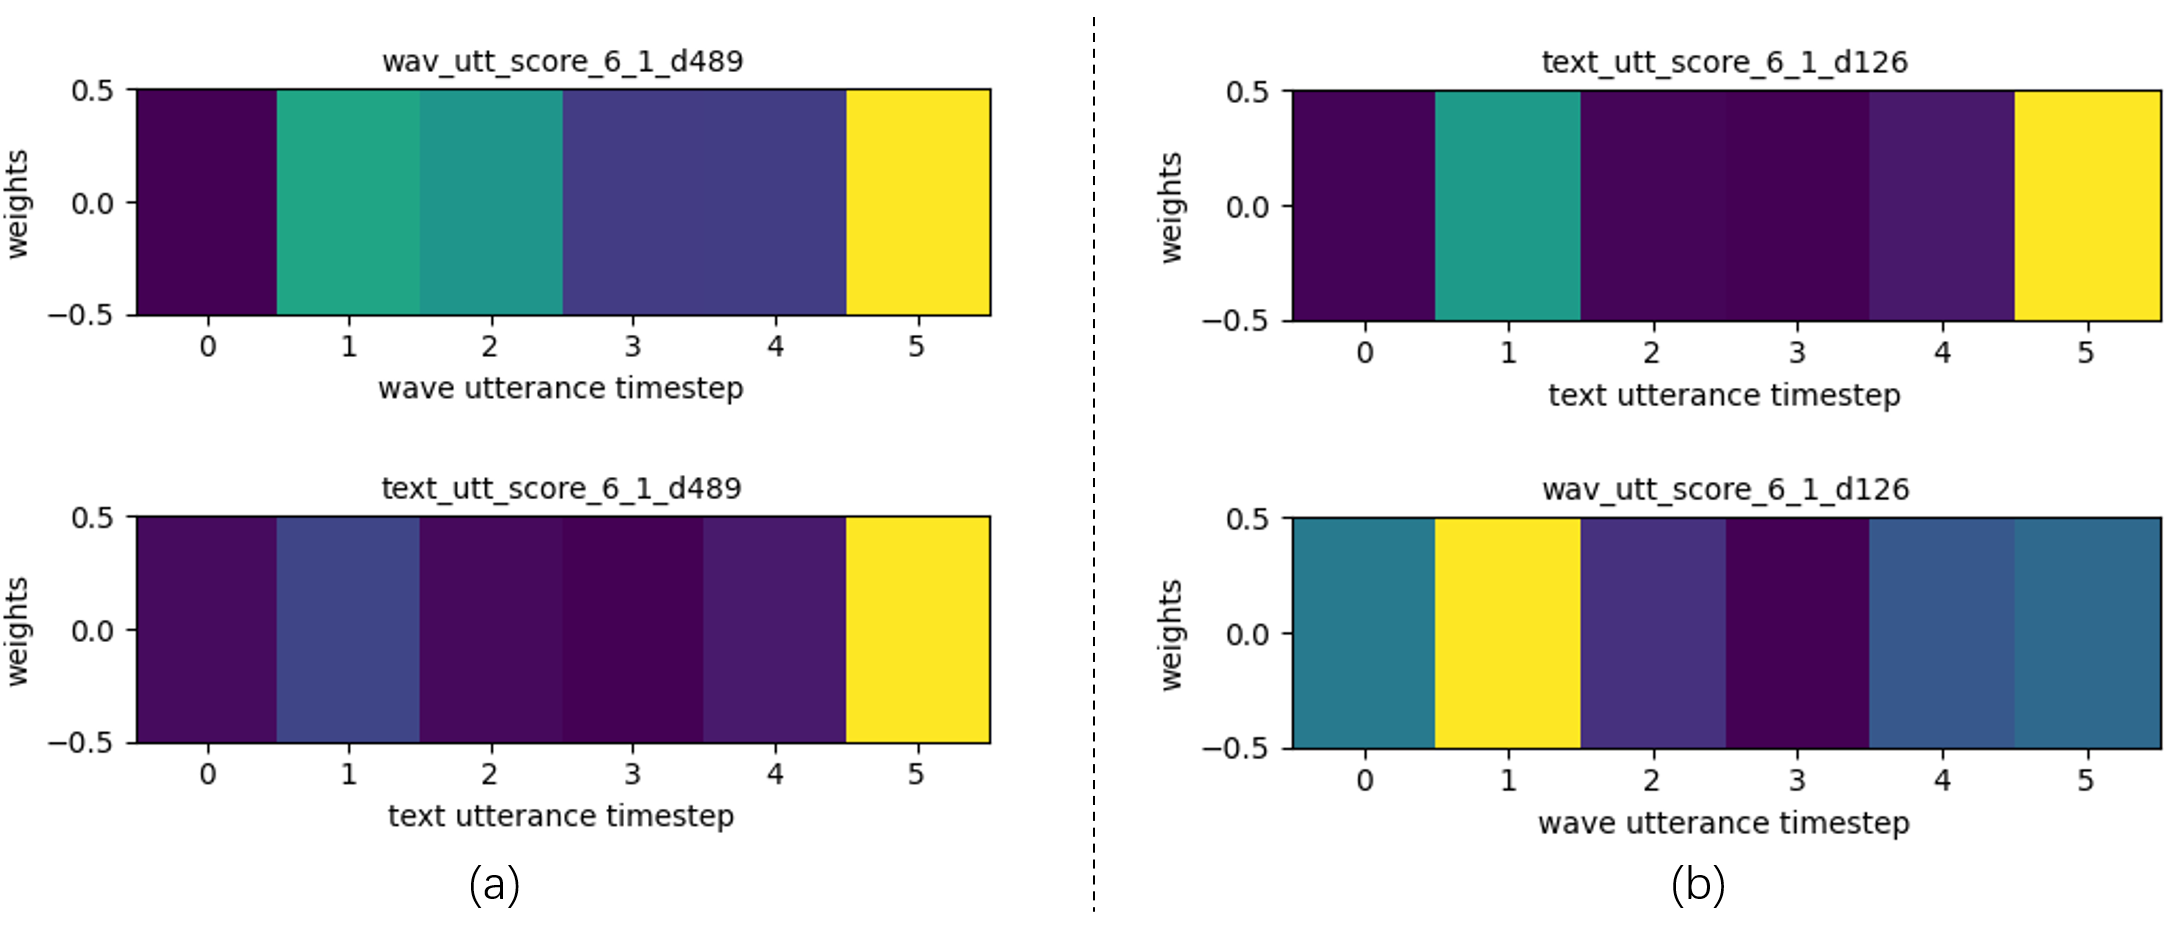 wav_utt_score_6_1_d489
0.5
0.0
−0.5
weights
0 1 2 3 4 5
wave utterance timestep
text_utt_score_6_1_d489
0.5
0.0
−0.5
weights
0 1 2 3 4 5
text utterance timestep
(a)
text_utt_score_6_1_d126
0.5
0.0
−0.5
weights
0 1 2 3 4 5
text utterance timestep
wav_utt_score_6_1_d126
0.5
0.0
−0.5
weights
0 1 2 3 4 5
wave utterance timestep
(b)